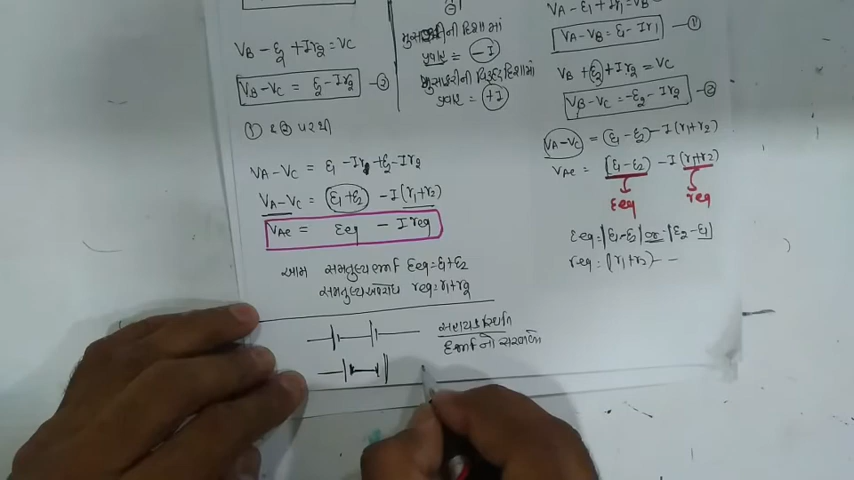 VB - ε2 + Ir2 = VC
VB - VC = ε2 - Ir2 - ②
① & ② પરથી
VA - VC = ε1 - Ir1 + ε2 - Ir2
VA - VC = (ε1 + ε2) - I(r1 + r2)
VAC = εeq - Ireq
આમ સમતુલ્ય emf εeq = ε1 + ε2
સમતુલ્ય અવરોધ req = r1 + r2
સહાયક સ્થિતિ
emf નો સરવાળો
મુસાફરીની દિશામાં
પ્રવાહ = -I
મુસાફરીની વિરુદ્ધ દિશામાં
પ્રવાહ = +I
VA - ε1 + Ir1 = VB
VA - VB = ε1 - Ir1 - ①
VB + ε2 + Ir2 = VC
VB - VC = -ε2 - Ir2 - ②
VA - VC = (ε1 - ε2) - I(r1 + r2)
VAC = (ε1 - ε2) - I(r1 + r2)
εeq req
εeq = |ε1 - ε2| or |ε2 - ε1|
req = (r1 + r2) - -